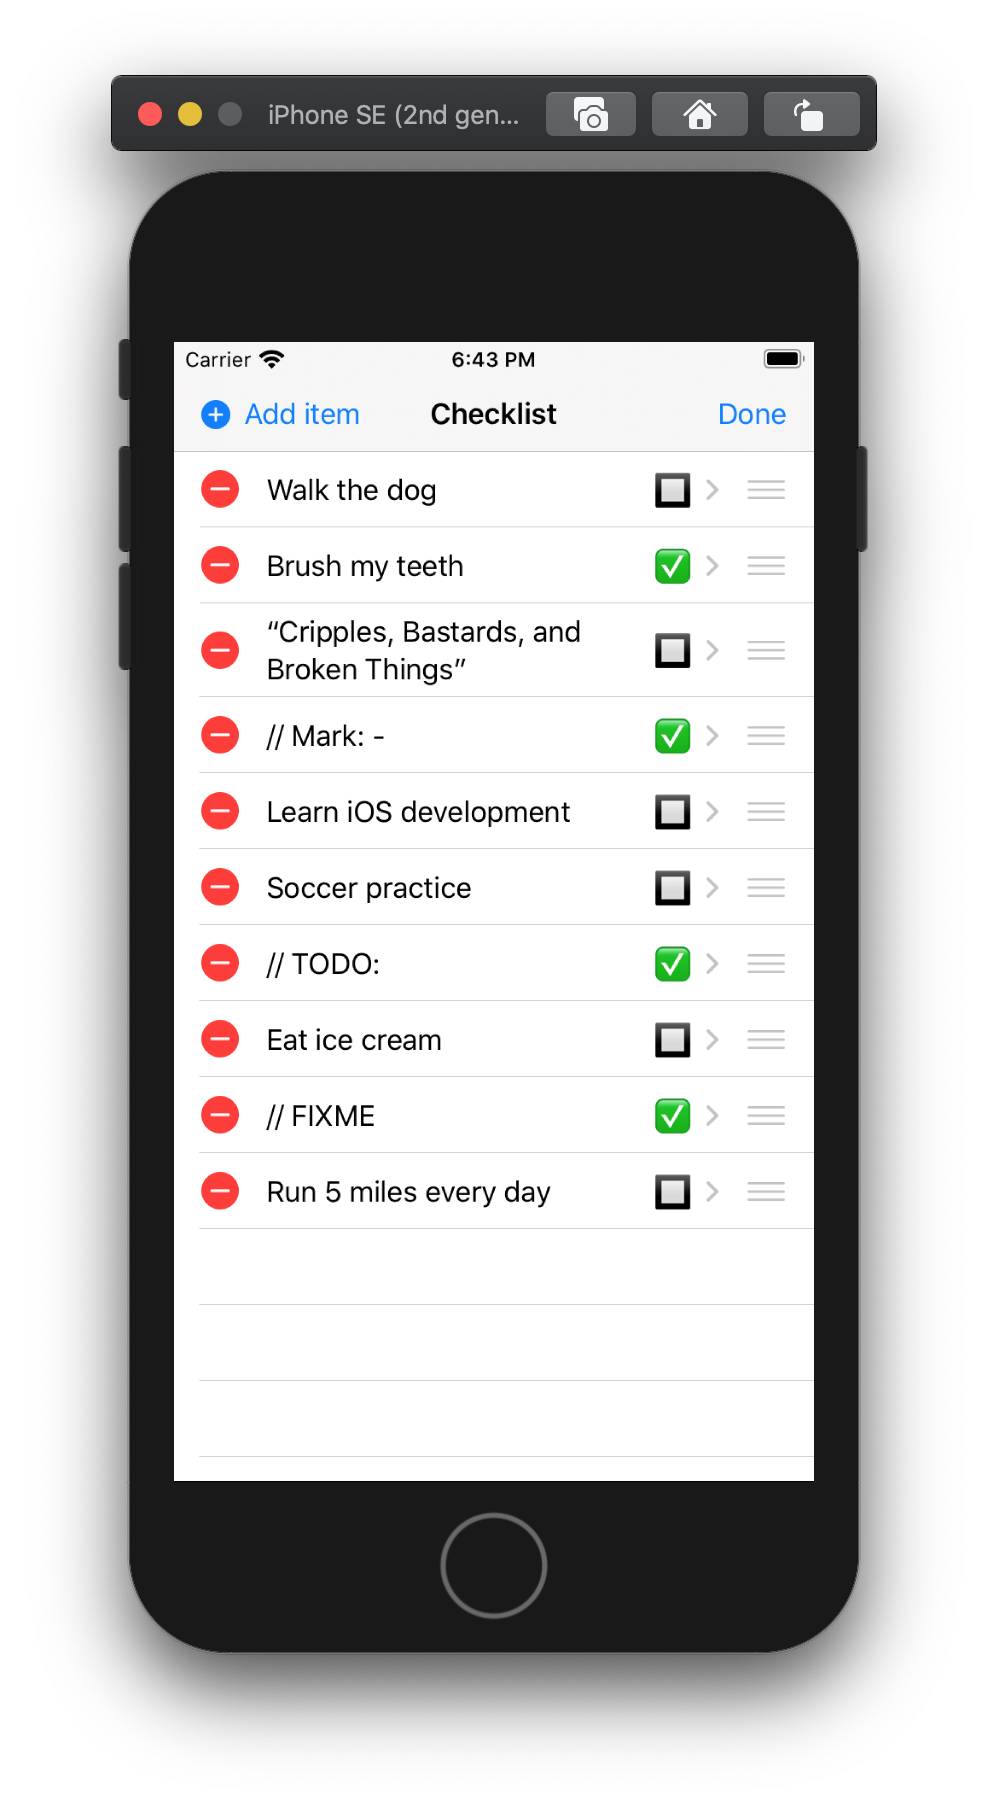 iPhone SE (2nd gen...
Carrier
6:43 PM
Add item
Checklist
Done
Walk the dog
Brush my teeth
“Cripples, Bastards, and
Broken Things”
// Mark: -
Learn iOS development
Soccer practice
// TODO:
Eat ice cream
// FIXME
Run 5 miles every day